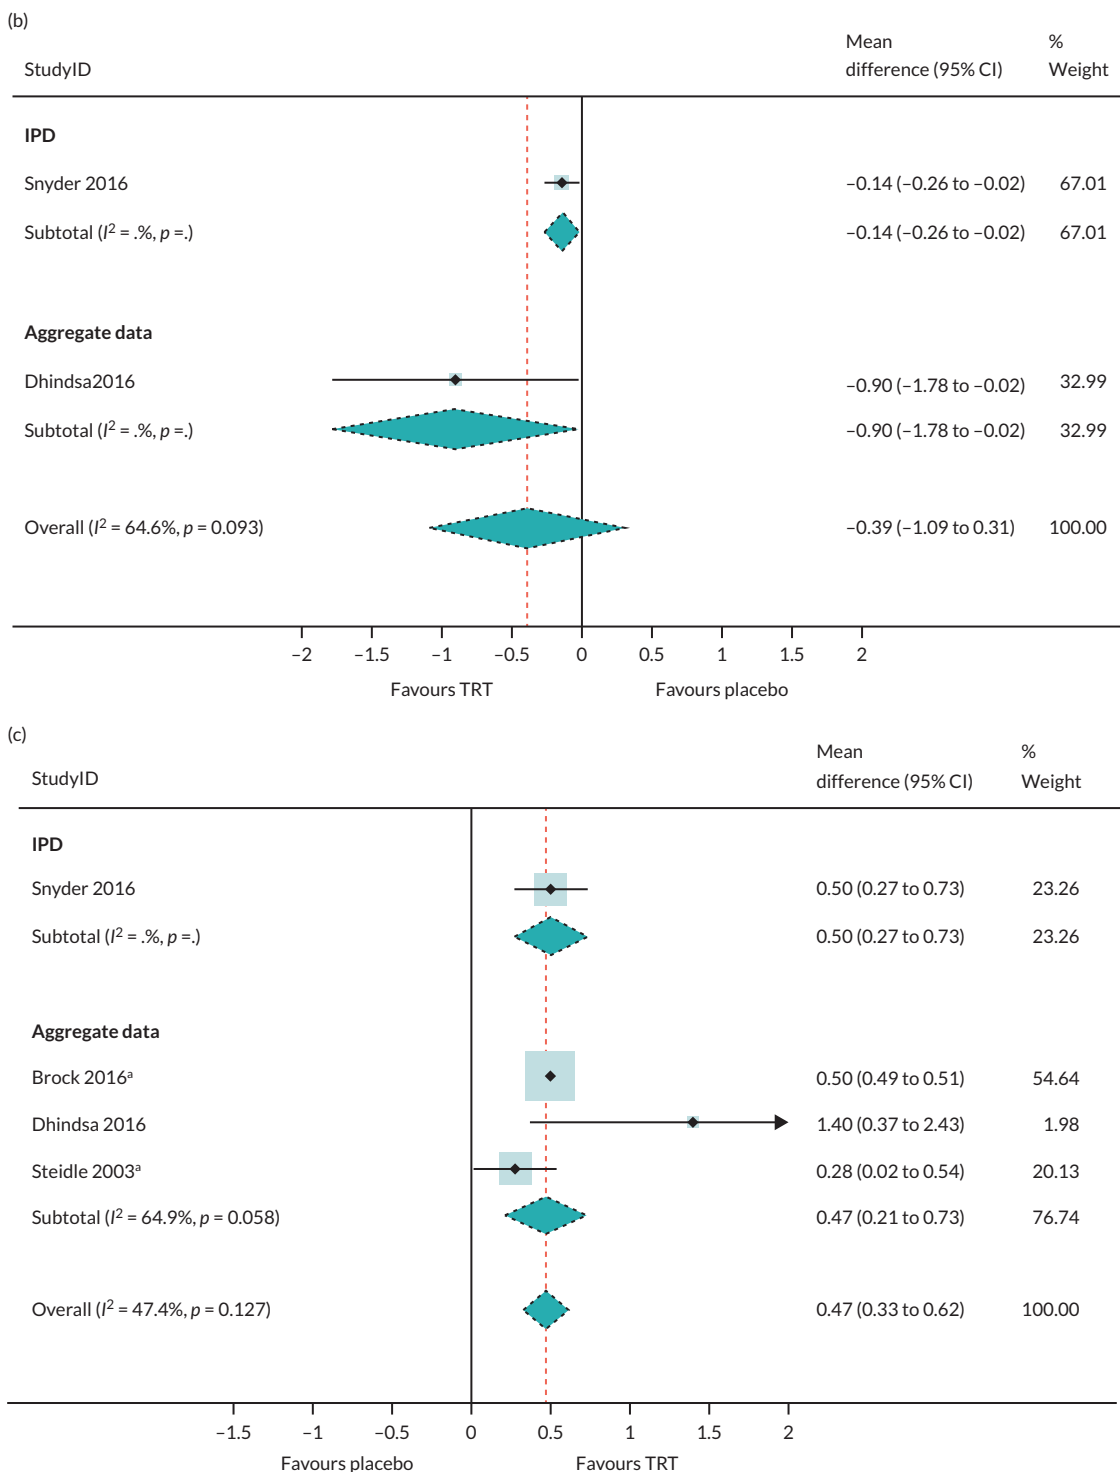 (b)
StudyID Mean difference (95% CI) % Weight
IPD
Snyder 2016 −0.14 (−0.26 to −0.02) 67.01
Subtotal (I² = .%, p =.) −0.14 (−0.26 to −0.02) 67.01
Aggregate data
Dhindsa2016 −0.90 (−1.78 to −0.02) 32.99
Subtotal (I² = .%, p =.) −0.90 (−1.78 to −0.02) 32.99
Overall (I² = 64.6%, p = 0.093) −0.39 (−1.09 to 0.31) 100.00
−2 −1.5 −1 −0.5 0 0.5 1 1.5 2
Favours TRT Favours placebo
(c)
StudyID Mean difference (95% CI) % Weight
IPD
Snyder 2016 0.50 (0.27 to 0.73) 23.26
Subtotal (I² = .%, p =.) 0.50 (0.27 to 0.73) 23.26
Aggregate data
Brock 2016ᵃ 0.50 (0.49 to 0.51) 54.64
Dhindsa 2016 1.40 (0.37 to 2.43) 1.98
Steidle 2003ᵃ 0.28 (0.02 to 0.54) 20.13
Subtotal (I² = 64.9%, p = 0.058) 0.47 (0.21 to 0.73) 76.74
Overall (I² = 47.4%, p = 0.127) 0.47 (0.33 to 0.62) 100.00
−1.5 −1 −0.5 0 0.5 1 1.5 2
Favours placebo Favours TRT